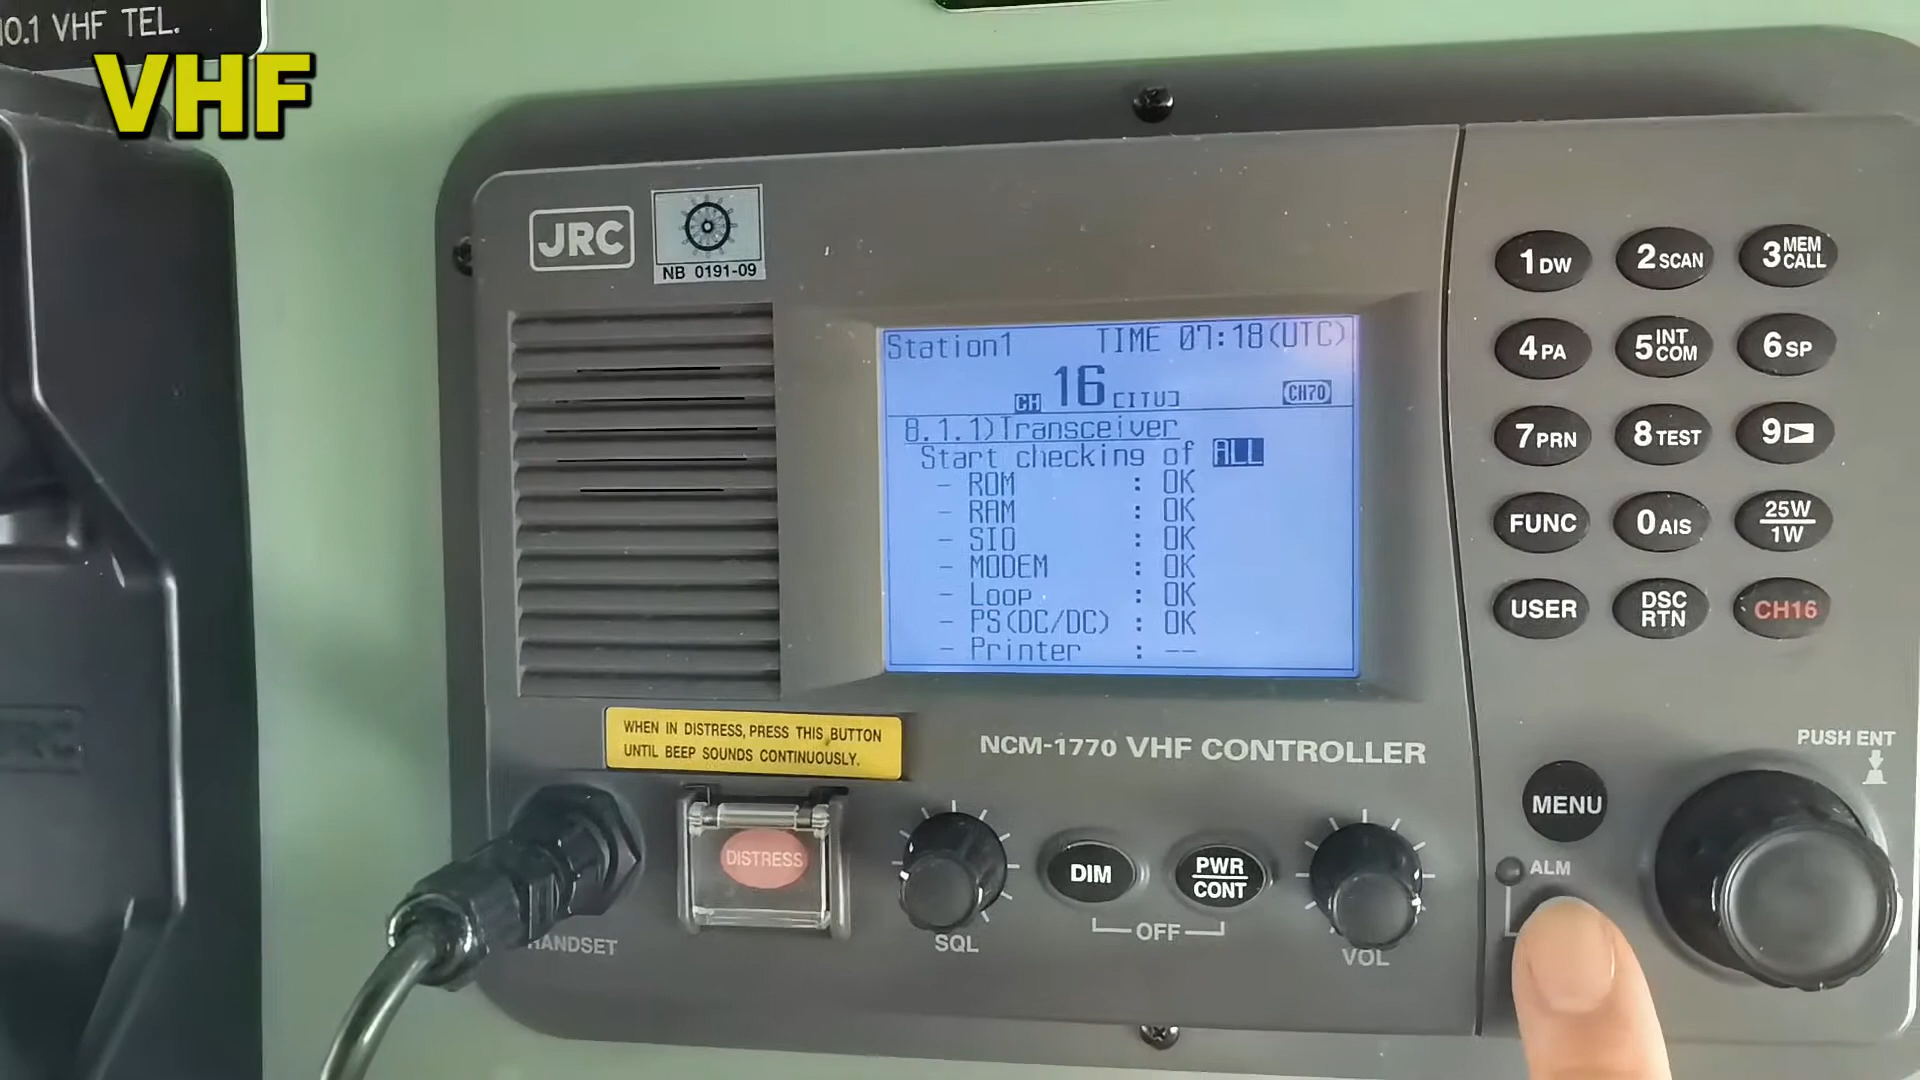 NO.1 VHF TEL.
VHF
JRC
NB 0191-09
Station1 TIME 07:18(UTC)
CH 16 [ITU] CH70
8.1.1)Transceiver
Start checking of ALL
- ROM : OK
- RAM : OK
- SIO : OK
- MODEM : OK
- Loop : OK
- PS(DC/DC) : OK
- Printer : --
1 DW 2 SCAN 3 MEM CALL
4 PA 5 INT COM 6 SP
7 PRN 8 TEST 9
FUNC 0 AIS 25W 1W
USER DSC RTN CH16
WHEN IN DISTRESS, PRESS THIS BUTTON
UNTIL BEEP SOUNDS CONTINUOUSLY.
NCM-1770 VHF CONTROLLER
PUSH ENT
MENU
ALM
DISTRESS
DIM
PWR
CONT
OFF
HANDSET
SQL
VOL